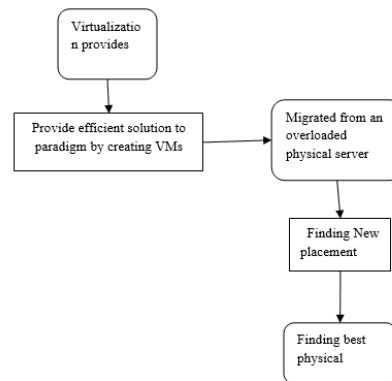 Virtualizatio
n provides
Provide efficient solution to
paradigm by creating VMs
Migrated from an
overloaded
physical server
Finding New
placement
Finding best
physical